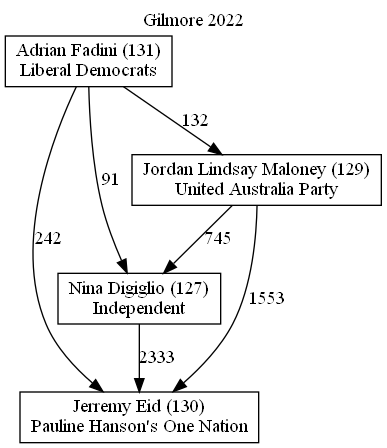 Gilmore 2022
Adrian Fadini (131)
Liberal Democrats
132
Jordan Lindsay Maloney (129)
United Australia Party
91
242
745
Nina Digiglio (127)
Independent
1553
2333
Jerremy Eid (130)
Pauline Hanson's One Nation